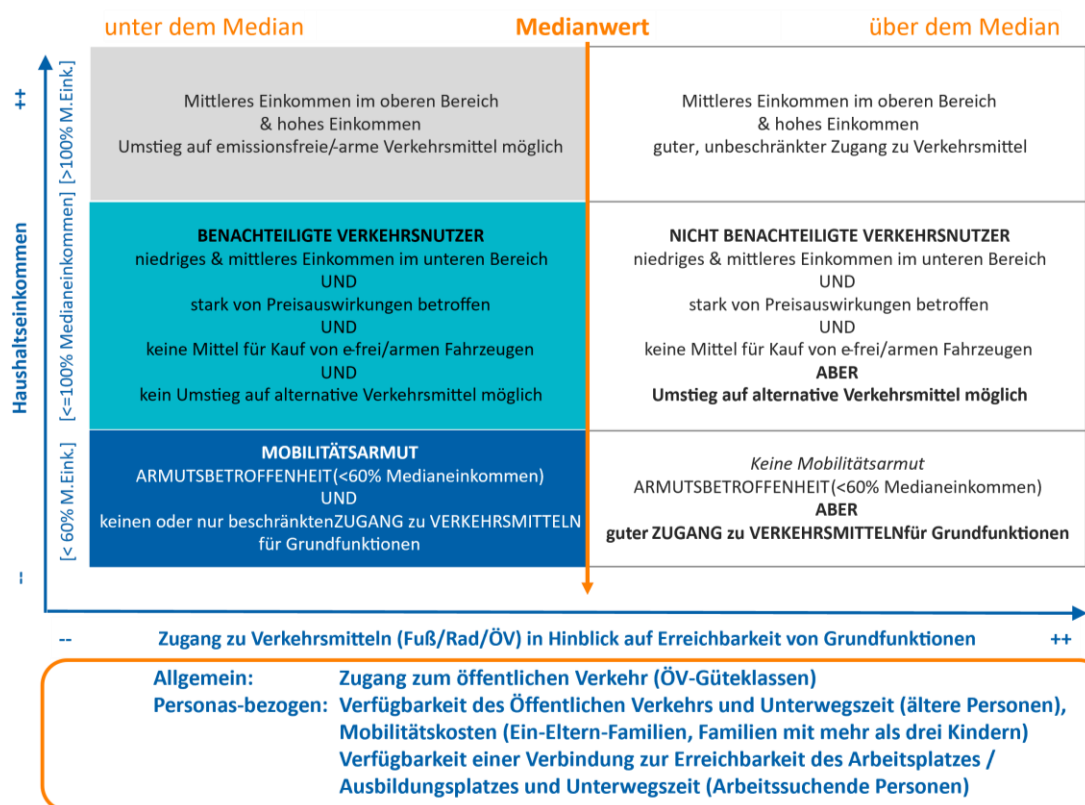 unter dem Median
Medianwert
über dem Median
Haushaltseinkommen
++
--
[>100% M.Eink.]
[<=100% Medianeinkommen]
[< 60% M.Eink.]
Mittleres Einkommen im oberen Bereich
& hohes Einkommen
Umstieg auf emissionsfreie/-arme Verkehrsmittel möglich
Mittleres Einkommen im oberen Bereich
& hohes Einkommen
guter, unbeschränkter Zugang zu Verkehrsmittel
BENACHTEILIGTE VERKEHRSNUTZER
niedriges & mittleres Einkommen im unteren Bereich
UND
stark von Preisauswirkungen betroffen
UND
keine Mittel für Kauf von e-frei/armen Fahrzeugen
UND
kein Umstieg auf alternative Verkehrsmittel möglich
NICHT BENACHTEILIGTE VERKEHRSNUTZER
niedriges & mittleres Einkommen im unteren Bereich
UND
stark von Preisauswirkungen betroffen
UND
keine Mittel für Kauf von e-frei/armen Fahrzeugen
ABER
Umstieg auf alternative Verkehrsmittel möglich
MOBILITÄTSARMUT
ARMUTSBETROFFENHEIT(<60% Medianeinkommen)
UND
keinen oder nur beschränktenZUGANG zu VERKEHRSMITTELN
für Grundfunktionen
Keine Mobilitätsarmut
ARMUTSBETROFFENHEIT(<60% Medianeinkommen)
ABER
guter ZUGANG zu VERKEHRSMITTELNfür Grundfunktionen
-- Zugang zu Verkehrsmitteln (Fuß/Rad/ÖV) in Hinblick auf Erreichbarkeit von Grundfunktionen ++
Allgemein: Zugang zum öffentlichen Verkehr (ÖV-Güteklassen)
Personas-bezogen: Verfügbarkeit des Öffentlichen Verkehrs und Unterwegszeit (ältere Personen),
Mobilitätskosten (Ein-Eltern-Familien, Familien mit mehr als drei Kindern)
Verfügbarkeit einer Verbindung zur Erreichbarkeit des Arbeitsplatzes /
Ausbildungsplatzes und Unterwegszeit (Arbeitssuchende Personen)